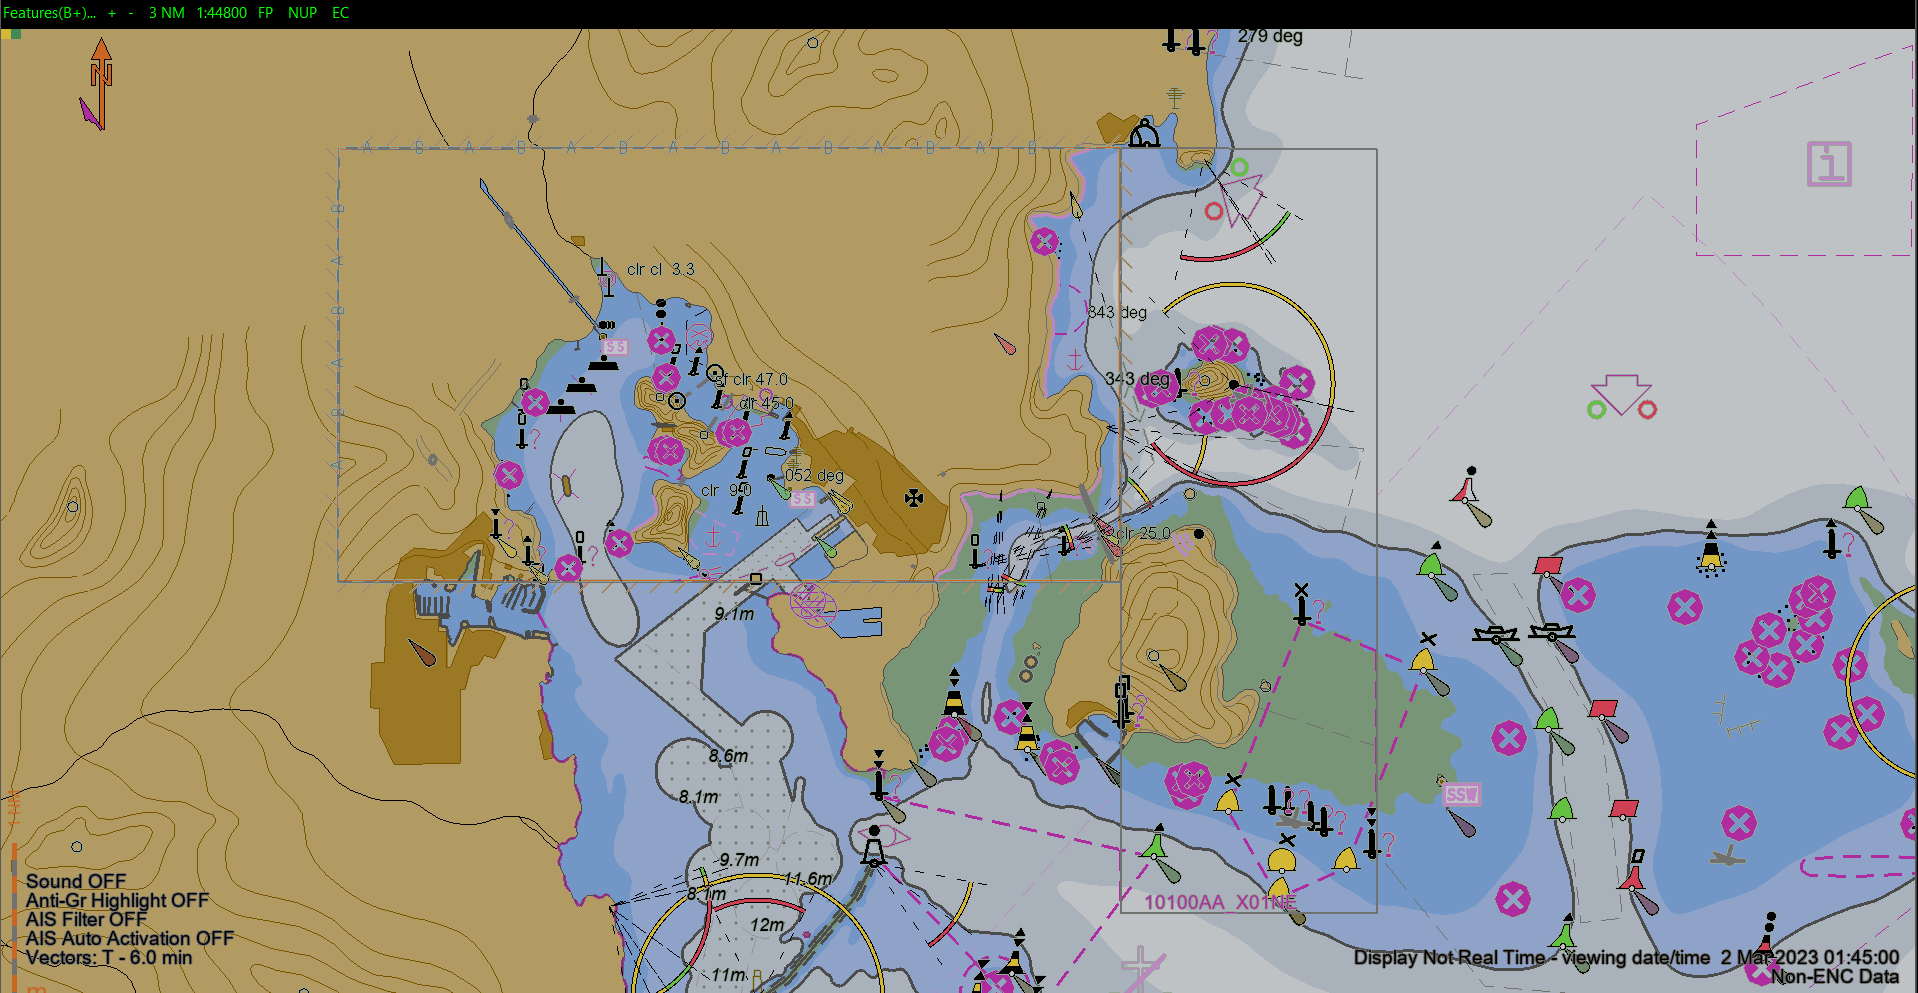 Features(B+)... + - 3 NM 1:44800 FP NUP EC
279 deg
N
A B A B A B A B A B A B A B
i
clr cl 3.3
343 deg
SS
sf clr 47.0
343 deg
clr 45.0
052 deg
clr 9.0
SS
clr 25.0
9.1m
8.6m
8.1m
SSW
9.7m
11.6m
8.1m
12m
11m
10100AA_X01NE
Sound OFF
Anti-Gr Highlight OFF
AIS Filter OFF
AIS Auto Activation OFF
Vectors: T - 6.0 min
Display Not-Real Time - viewing date/time 2 Mar 2023 01:45:00
Non-ENC Data